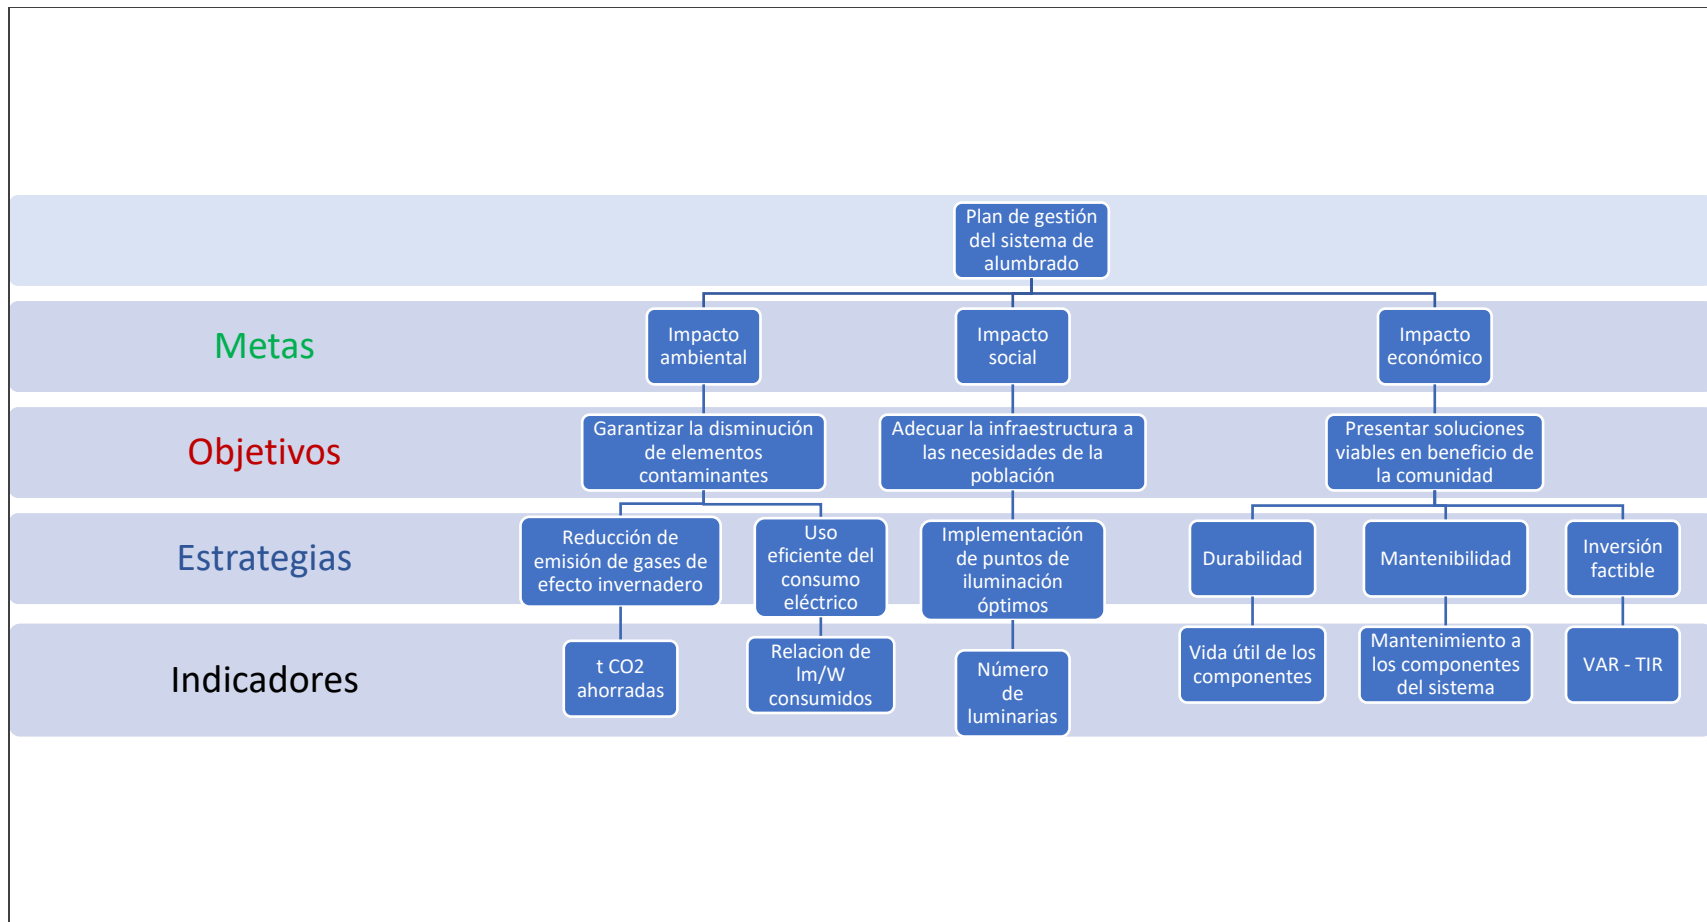 Plan de gestión
del sistema de
alumbrado
Metas
Impacto
ambiental
Impacto
social
Impacto
económico
Objetivos
Garantizar la disminución
de elementos
contaminantes
Adecuar la infraestructura a
las necesidades de la
población
Presentar soluciones
viables en beneficio de
la comunidad
Estrategias
Reducción de
emisión de gases de
efecto invernadero
Uso
eficiente del
consumo
eléctrico
Implementación
de puntos de
iluminación
óptimos
Durabilidad
Mantenibilidad
Inversión
factible
Indicadores
t CO2
ahorradas
Relacion de
lm/W
consumidos
Número
de
luminarias
Vida útil de los
componentes
Mantenimiento a
los componentes
del sistema
VAR - TIR